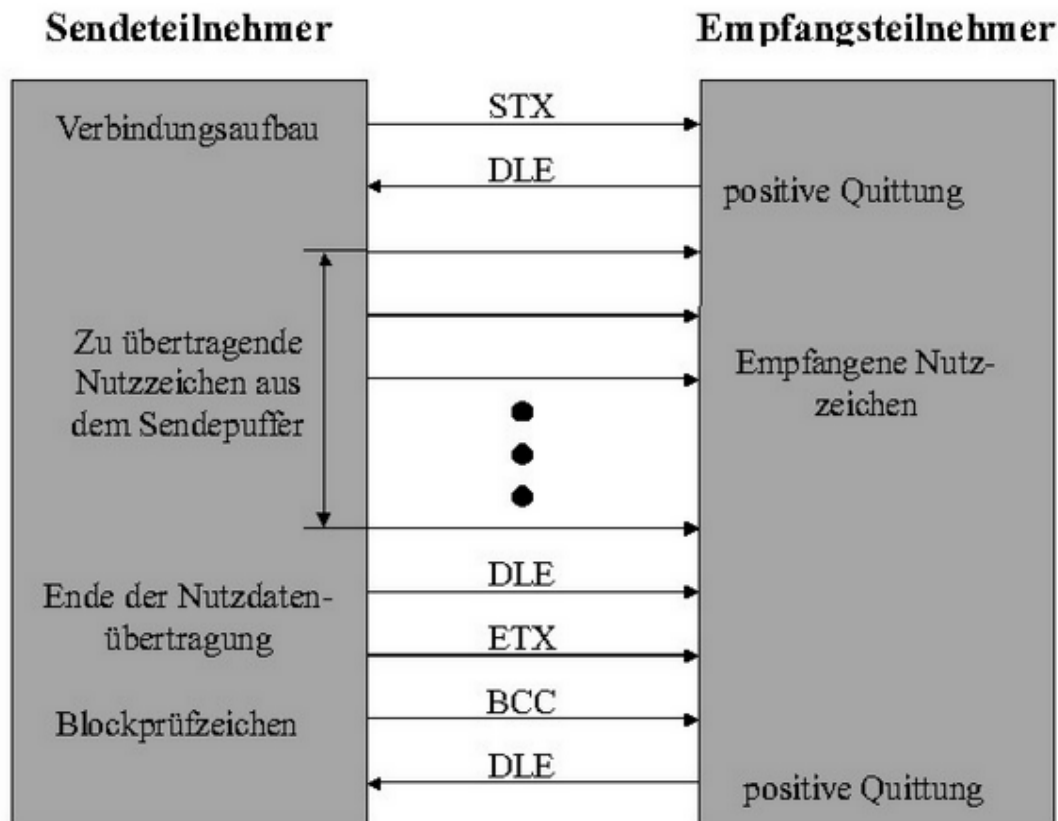 Sendeteilnehmer
Empfangsteilnehmer
Verbindungsaufbau
STX
DLE
positive Quittung
Zu übertragende
Nutzzeichen aus
dem Sendepuffer
Empfangene Nutz-
zeichen
Ende der Nutzdaten-
übertragung
DLE
ETX
Blockprüfzeichen
BCC
DLE
positive Quittung